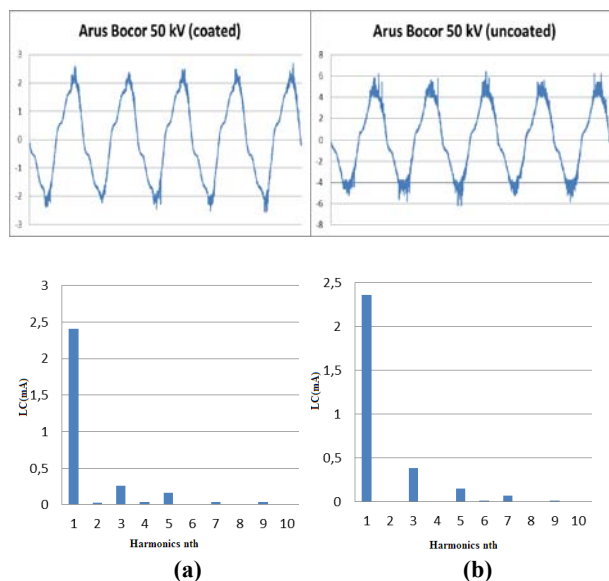 Arus Bocor 50 kV (coated)
3
2
1
0
-1
-2
-3
Arus Bocor 50 kV (uncoated)
8
6
4
2
0
-2
-4
-6
-8
3
2,5
2
1,5
1
0,5
0
LC(mA)
1 2 3 4 5 6 7 8 9 10
Harmonics nth
(a)
2,5
2
1,5
1
0,5
0
LC(mA)
1 2 3 4 5 6 7 8 9 10
Harmonics nth
(b)